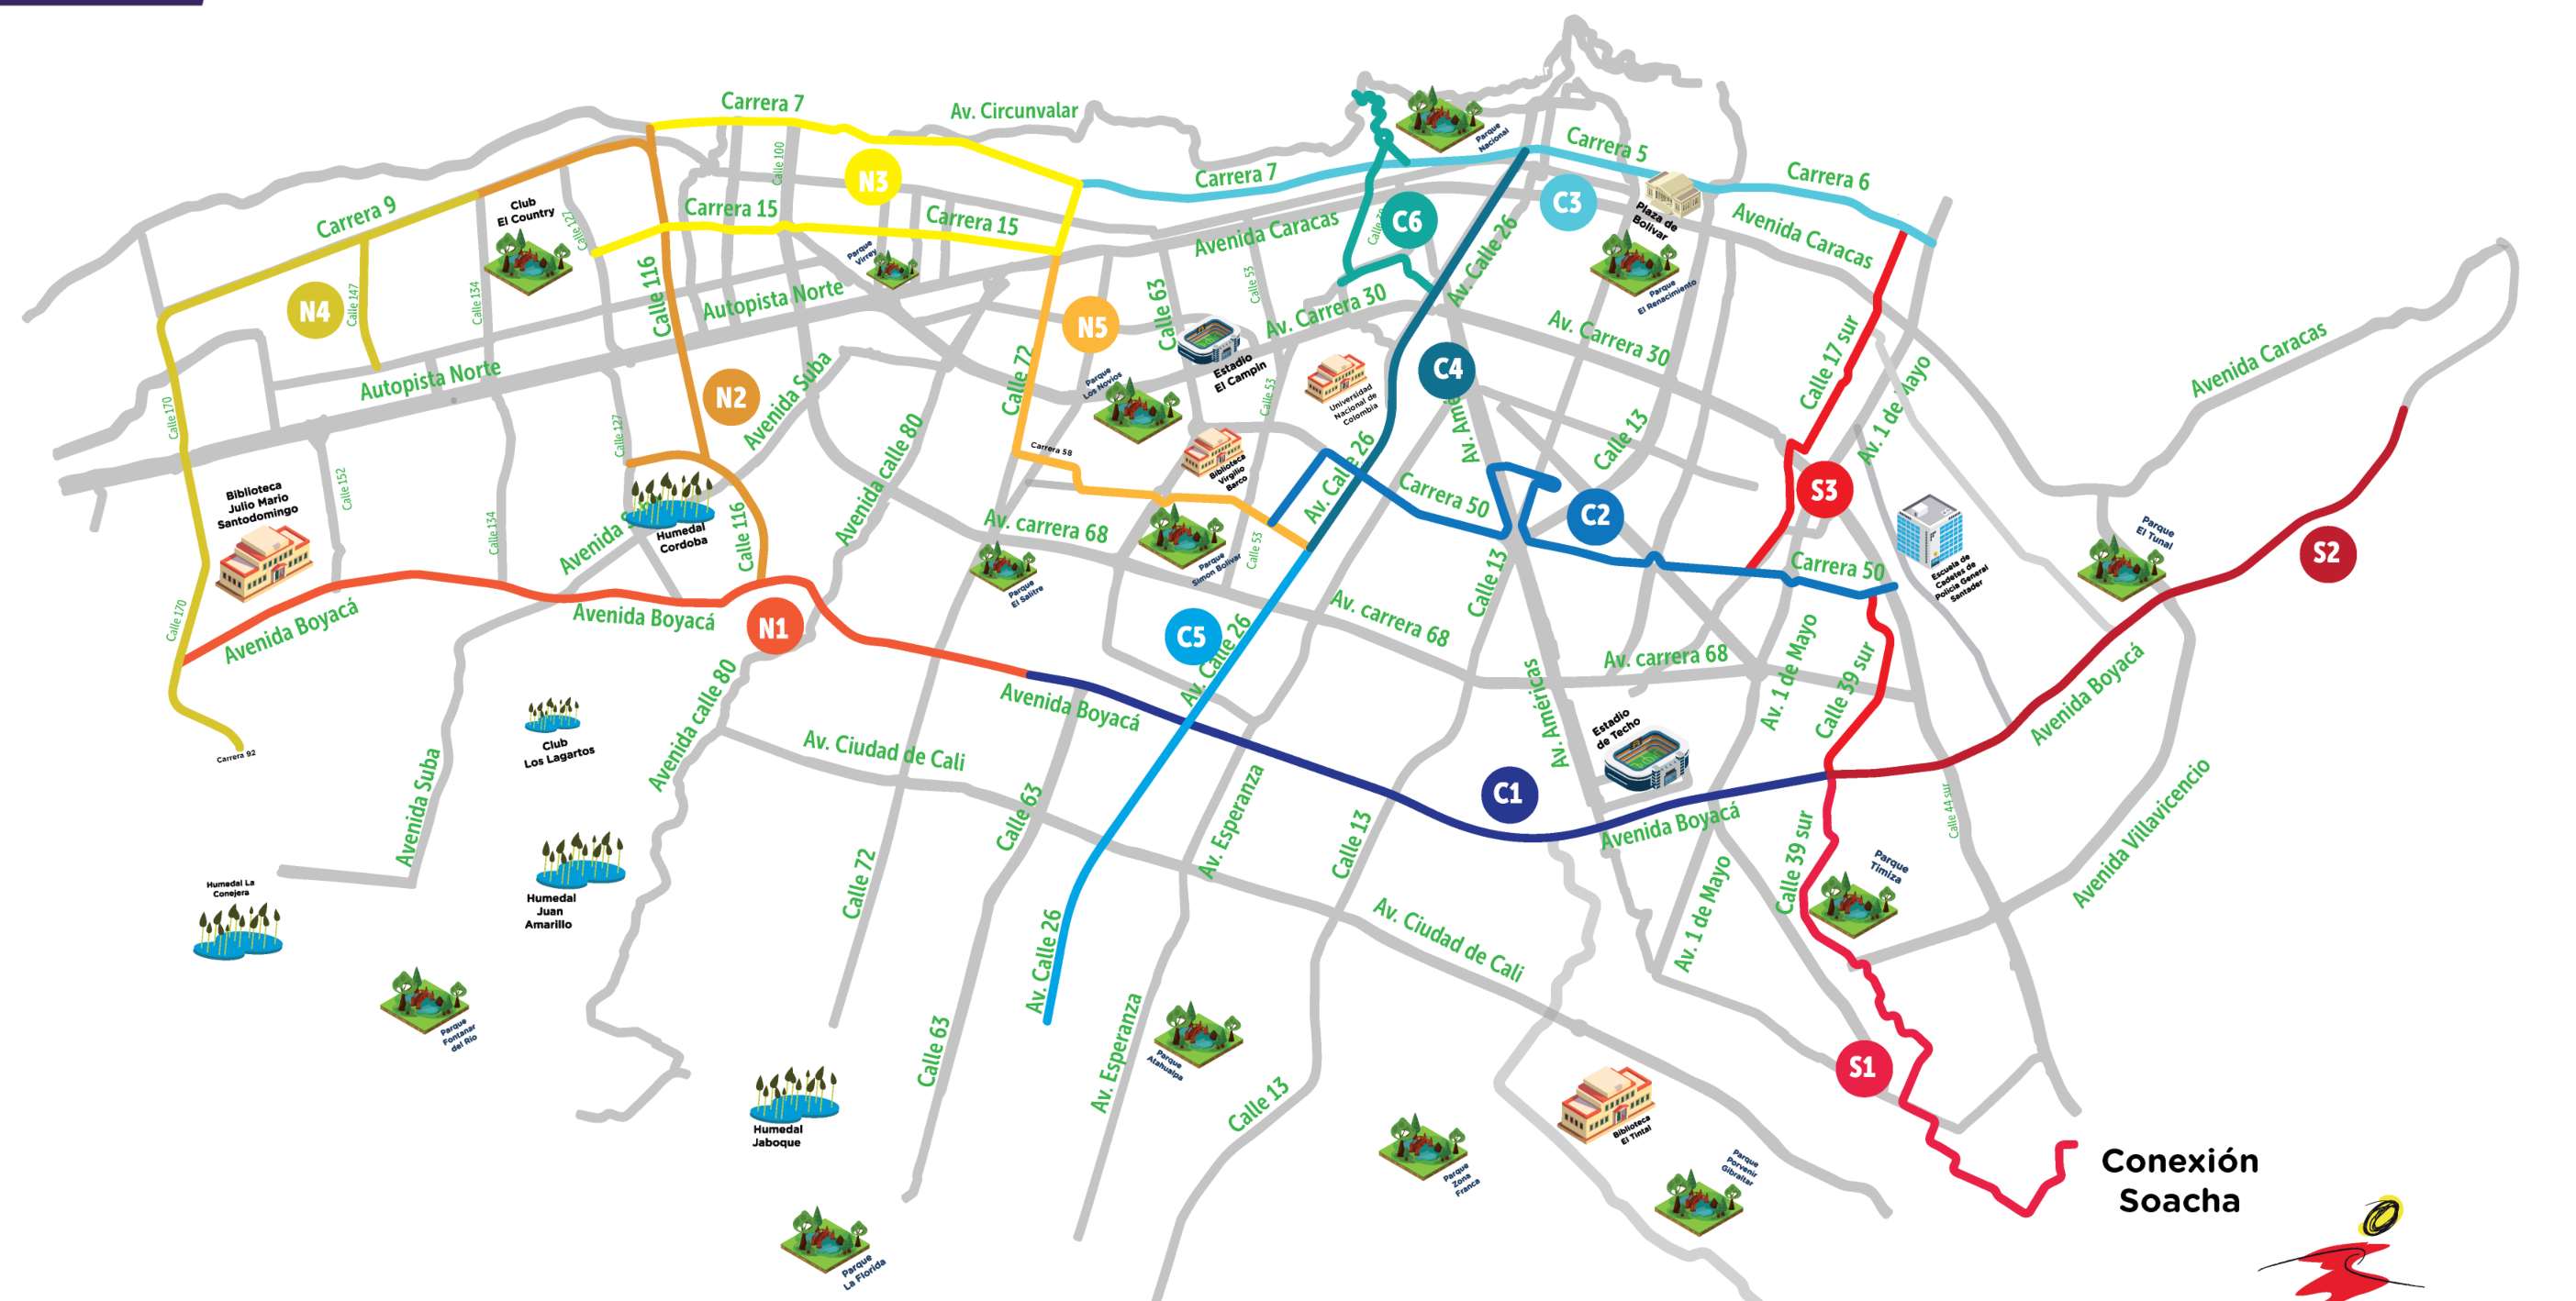 Carrera 7
Av. Circunvalar
Parque
Nacional
Carrera 5
Carrera 7
Carrera 6
Calle 100
N3
C3
C6
Plaza de
Bolivar
Carrera 9
Club
El Country
Calle 127
Carrera 15
Carrera 15
Avenida Caracas
Avenida Caracas
Parque
Virrey
Av. Calle 26
Parque
El Renacimiento
N4
Calle 147
Calle 134
Calle 116
Autopista Norte
Calle 63
Calle 53
Av. Carrera 30
Av. Carrera 30
N5
Estadio
El Campin
Calle 17 sur
Avenida Caracas
Autopista Norte
N2
Avenida Suba
Calle 72
Parque
Los Novios
Calle 53
Universidad
Nacional de
Colombia
C4
Av. 1 de Mayo
Calle 170
Calle 127
Avenida calle 80
Carrera 58
Biblioteca
Virgilio
Barco
Calle 13
Biblioteca
Julio Mario
Santodomingo
Calle 152
Calle 134
Humedal
Cordoba
Calle 116
Av. carrera 68
Parque
El Salitre
Parque
Simon Bolivar
Calle 53
Av. Calle 26
Carrera 50
C2
S3
Carrera 50
Escuela de
Cadetes de
Policia General
Santader
Parque
El Tunal
S2
Calle 170
Avenida Boyacá
Avenida Boyacá
N1
C5
Av. Calle 26
Av. carrera 68
Calle 13
Av. carrera 68
Av. 1 de Mayo
Calle 39 sur
Avenida Boyacá
Carrera 92
Avenida Suba
Club
Los Lagartos
Avenida calle 80
Av. Ciudad de Cali
Avenida Boyacá
Av. Américas
Estadio
de Techo
C1
Avenida Boyacá
Calle 44 sur
Avenida Villavicencio
Humedal La
Conejera
Humedal
Juan
Amarillo
Calle 72
Calle 63
Av. Esperanza
Calle 13
Av. Ciudad de Cali
Av. 1 de Mayo
Calle 39 sur
Parque
Timiza
Parque
Fontanar
del Río
Humedal
Jaboque
Calle 63
Av. Calle 26
Av. Esperanza
Parque
Atahualpa
Calle 13
S1
Parque
La Florida
Parque
Zona
Franca
Biblioteca
El Tintal
Parque
Porvenir
Gibraltar
Conexión
Soacha